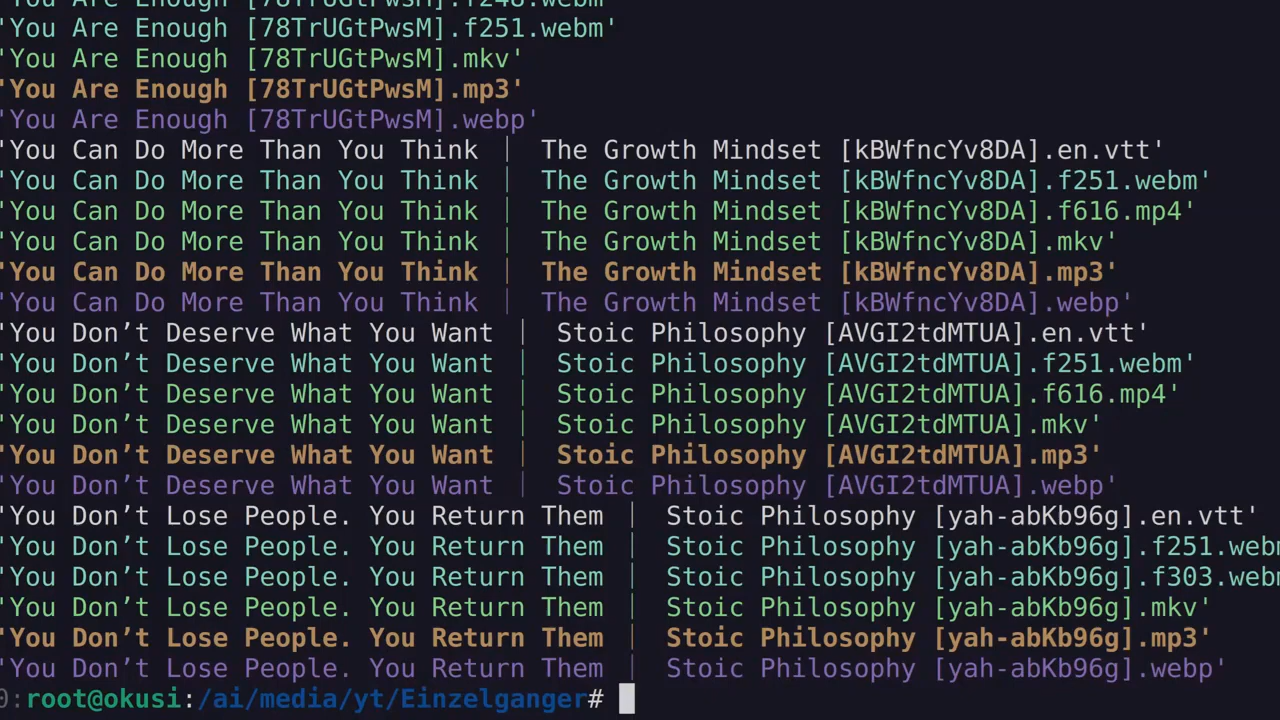 'You Are Enough [78TrUGtPwsM].f248.webm
'You Are Enough [78TrUGtPwsM].f251.webm'
'You Are Enough [78TrUGtPwsM].mkv'
'You Are Enough [78TrUGtPwsM].mp3'
'You Are Enough [78TrUGtPwsM].webp'
'You Can Do More Than You Think | The Growth Mindset [kBWfncYv8DA].en.vtt'
'You Can Do More Than You Think | The Growth Mindset [kBWfncYv8DA].f251.webm'
'You Can Do More Than You Think | The Growth Mindset [kBWfncYv8DA].f616.mp4'
'You Can Do More Than You Think | The Growth Mindset [kBWfncYv8DA].mkv'
'You Can Do More Than You Think | The Growth Mindset [kBWfncYv8DA].mp3'
'You Can Do More Than You Think | The Growth Mindset [kBWfncYv8DA].webp'
'You Don’t Deserve What You Want | Stoic Philosophy [AVGI2tdMTUA].en.vtt'
'You Don’t Deserve What You Want | Stoic Philosophy [AVGI2tdMTUA].f251.webm'
'You Don’t Deserve What You Want | Stoic Philosophy [AVGI2tdMTUA].f616.mp4'
'You Don’t Deserve What You Want | Stoic Philosophy [AVGI2tdMTUA].mkv'
'You Don’t Deserve What You Want | Stoic Philosophy [AVGI2tdMTUA].mp3'
'You Don’t Deserve What You Want | Stoic Philosophy [AVGI2tdMTUA].webp'
'You Don’t Lose People. You Return Them | Stoic Philosophy [yah-abKb96g].en.vtt'
'You Don’t Lose People. You Return Them | Stoic Philosophy [yah-abKb96g].f251.webm
'You Don’t Lose People. You Return Them | Stoic Philosophy [yah-abKb96g].f303.webm
'You Don’t Lose People. You Return Them | Stoic Philosophy [yah-abKb96g].mkv'
'You Don’t Lose People. You Return Them | Stoic Philosophy [yah-abKb96g].mp3'
'You Don’t Lose People. You Return Them | Stoic Philosophy [yah-abKb96g].webp'
0:root@okusi:/ai/media/yt/Einzelganger#